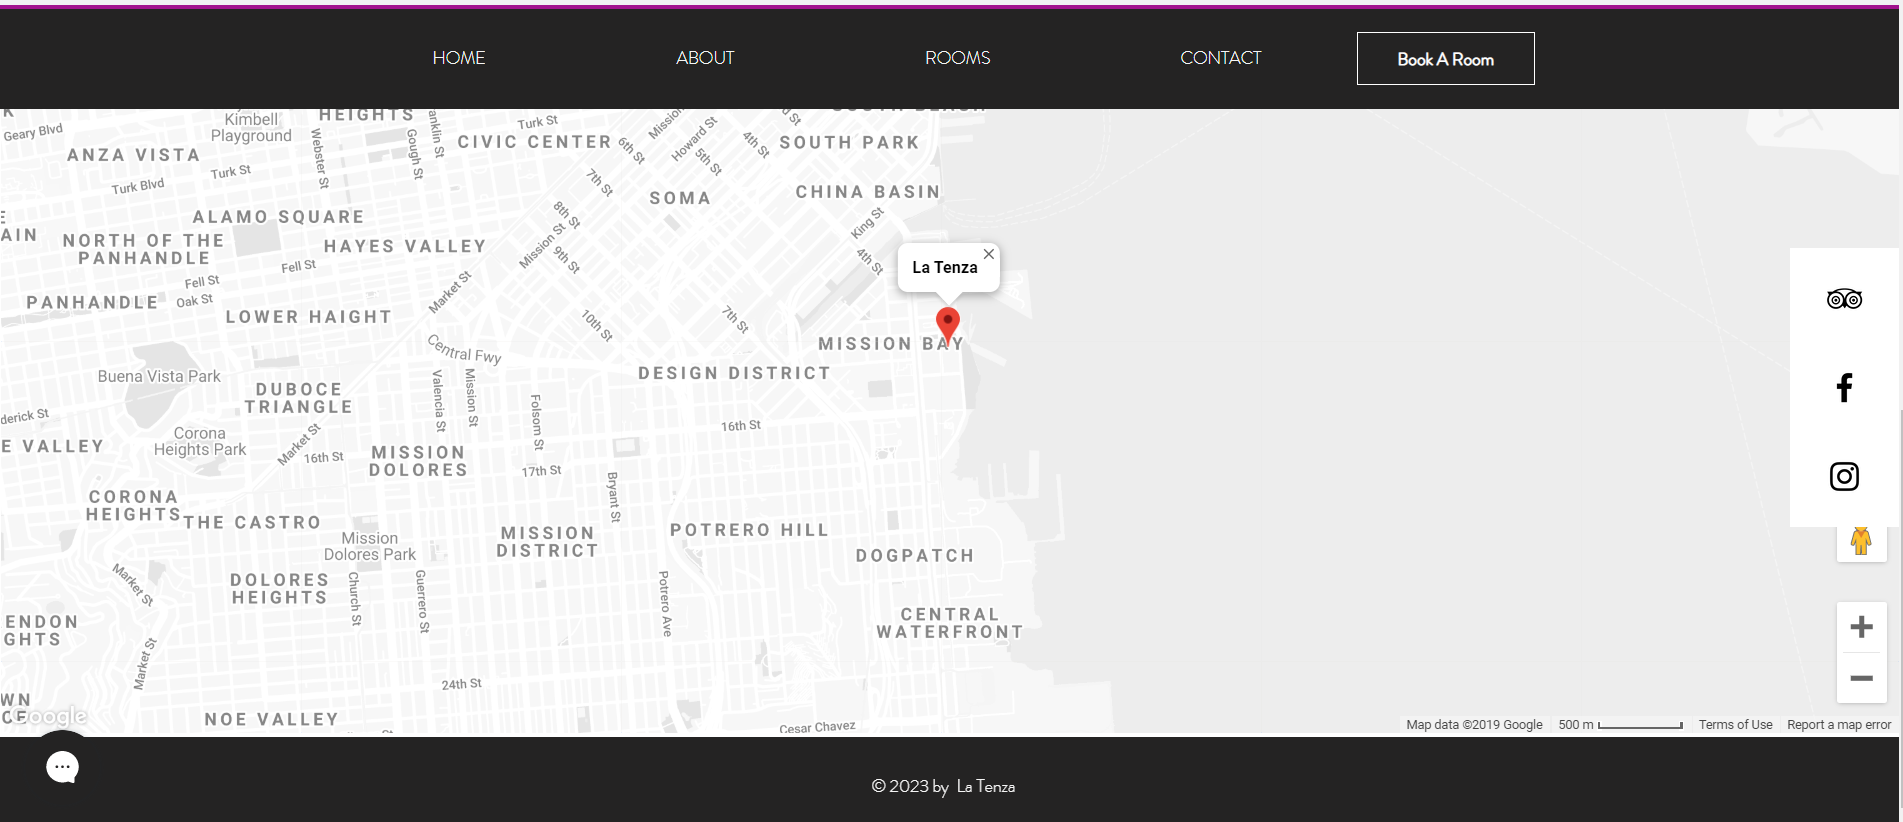 HOME
ABOUT
ROOMS
CONTACT
Book A Room
HEIGHTS
Kimbell
Playground
Geary Blvd
Webster St
Gough St
Turk St
CIVIC CENTER
6th St
Howard St
5th St
4th St
SOUTH PARK
ANZA VISTA
Turk Blvd
Turk St
7th St
SOMA
CHINA BASIN
ALAMO SQUARE
8th St
King St
AIN
NORTH OF THE
PANHANDLE
HAYES VALLEY
Mission St
9th St
4th St
La Tenza
Fell St
Fell St
Oak St
PANHANDLE
Market St
LOWER HAIGHT
10th St
7th St
MISSION BAY
Central Fwy
Buena Vista Park
DESIGN DISTRICT
DUBOCE
TRIANGLE
Valencia St
Mission St
Folsom St
derick St
Corona
Heights Park
E VALLEY
Market St
16th St
16th St
MISSION
DOLORES
17th St
Bryant St
CORONA
HEIGHTS
THE CASTRO
Mission
Dolores Park
MISSION
DISTRICT
POTRERO HILL
DOGPATCH
Market St
DOLORES
HEIGHTS
Church St
Guerrero St
Potrero Ave
CENTRAL
WATERFRONT
ENDON
GHTS
Market St
24th St
WN
CE
Google
NOE VALLEY
Cesar Chavez
Map data ©2019 Google
500 m
Terms of Use
Report a map error
© 2023 by La Tenza